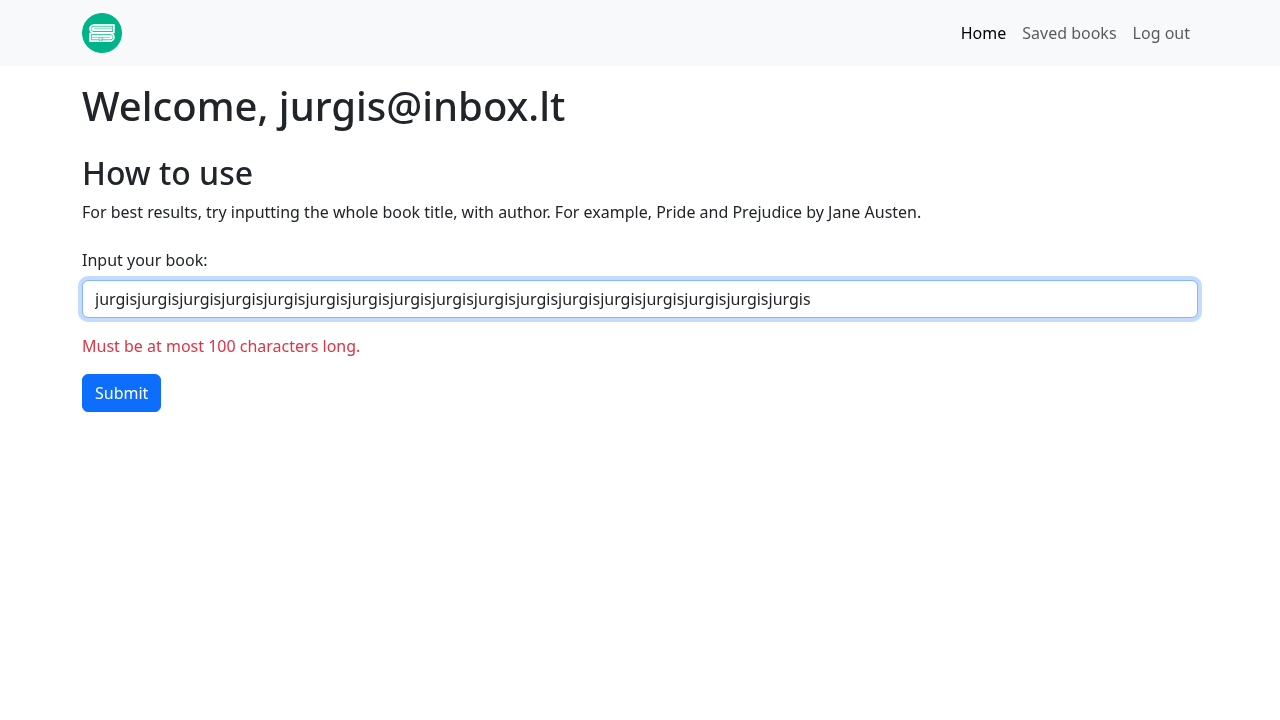 Home
Saved books
Log out
Welcome, jurgis@inbox.lt
How to use
For best results, try inputting the whole book title, with author. For example, Pride and Prejudice by Jane Austen.
Input your book:
jurgisjurgisjurgisjurgisjurgisjurgisjurgisjurgisjurgisjurgisjurgisjurgisjurgisjurgisjurgisjurgisjurgis
Must be at most 100 characters long.
Submit